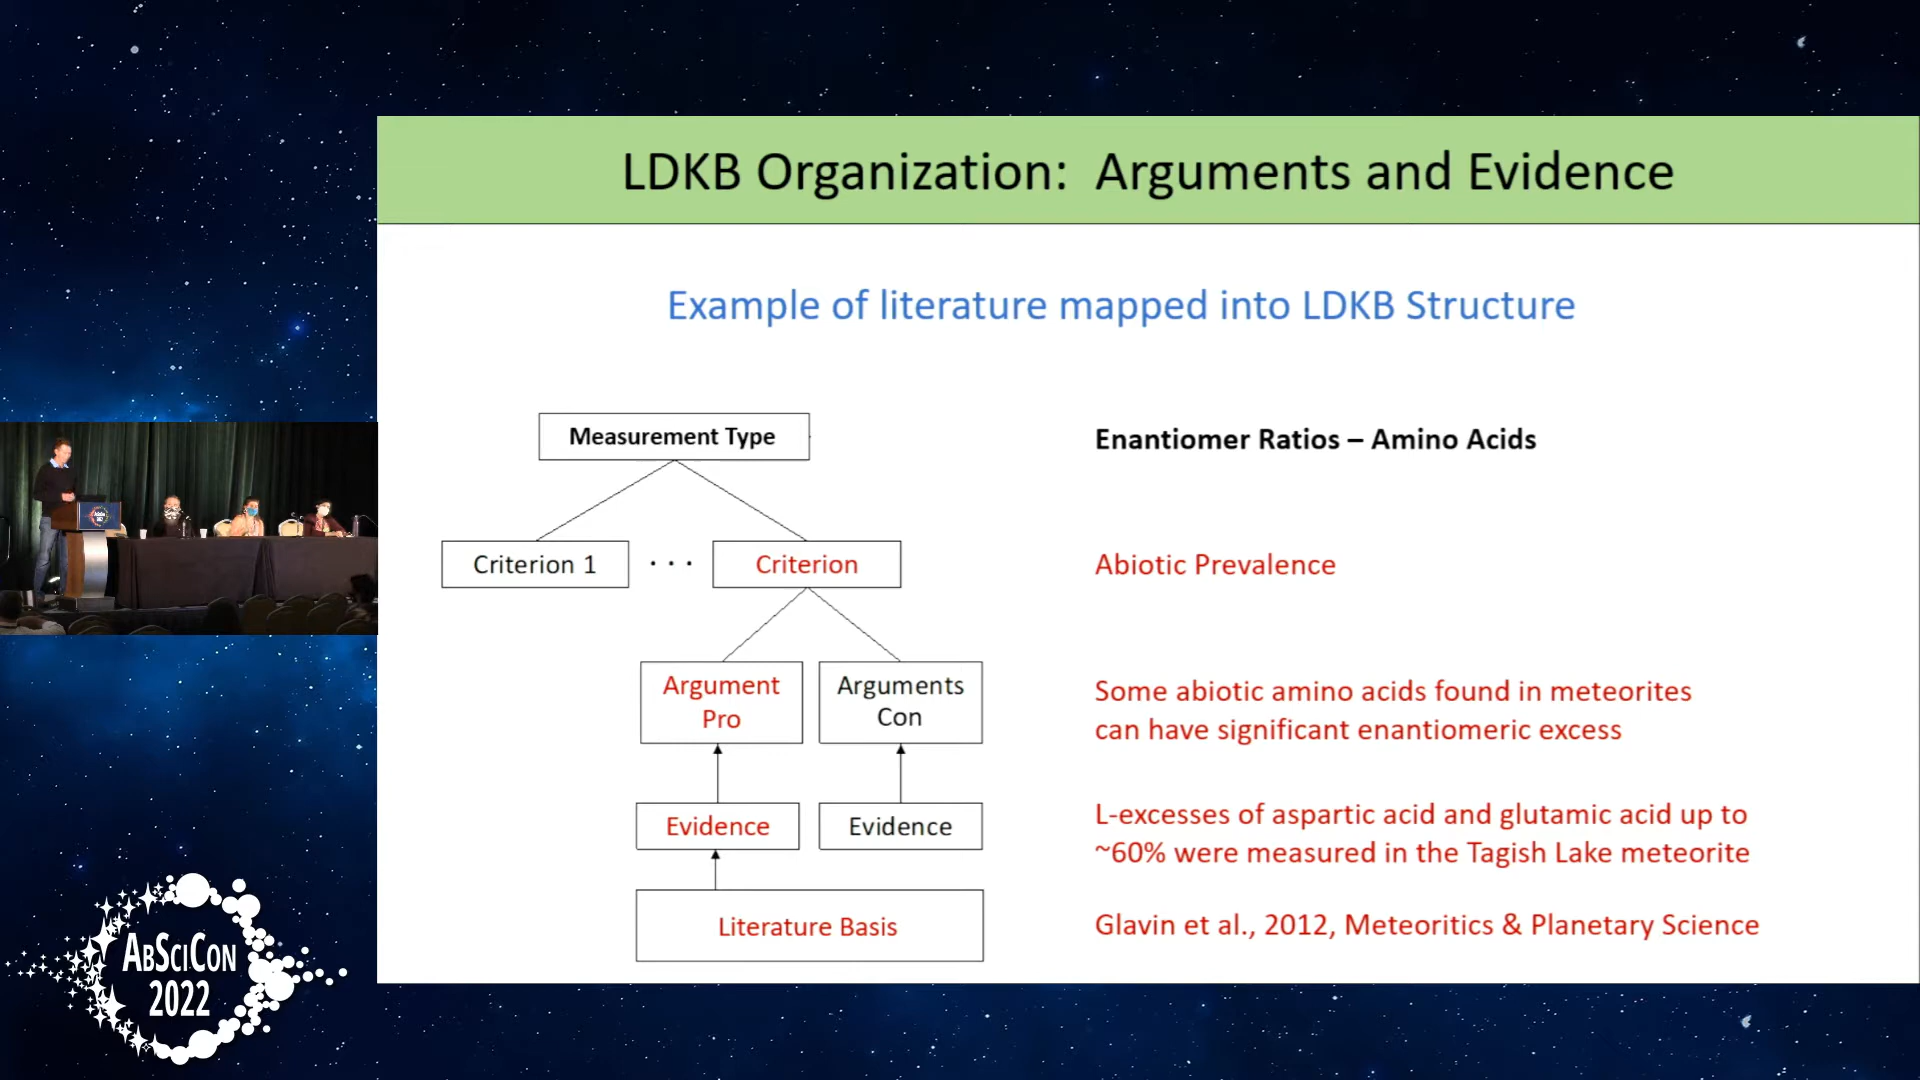 LDKB Organization: Arguments and Evidence
Example of literature mapped into LDKB Structure
Measurement Type
Enantiomer Ratios – Amino Acids
Criterion 1
. . .
Criterion
Abiotic Prevalence
Argument
Pro
Arguments
Con
Some abiotic amino acids found in meteorites
can have significant enantiomeric excess
Evidence
Evidence
L-excesses of aspartic acid and glutamic acid up to
~60% were measured in the Tagish Lake meteorite
Literature Basis
Glavin et al., 2012, Meteoritics & Planetary Science
ABSCICON
2022